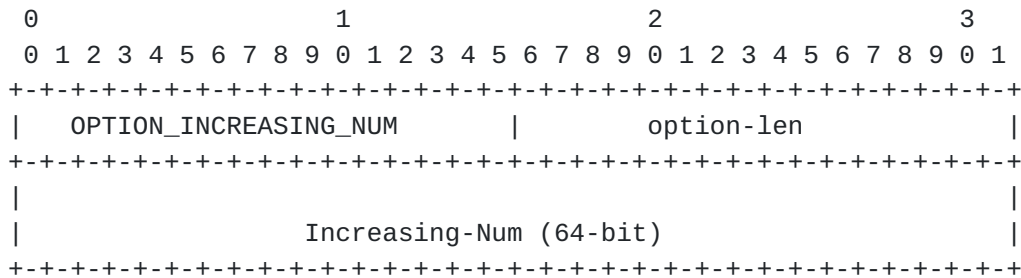 0                   1                   2                   3
 0 1 2 3 4 5 6 7 8 9 0 1 2 3 4 5 6 7 8 9 0 1 2 3 4 5 6 7 8 9 0 1
+-+-+-+-+-+-+-+-+-+-+-+-+-+-+-+-+-+-+-+-+-+-+-+-+-+-+-+-+-+-+-+-+
|   OPTION_INCREASING_NUM       |        option-len             |
+-+-+-+-+-+-+-+-+-+-+-+-+-+-+-+-+-+-+-+-+-+-+-+-+-+-+-+-+-+-+-+-+
|                                                               |
|                  Increasing-Num (64-bit)                      |
+-+-+-+-+-+-+-+-+-+-+-+-+-+-+-+-+-+-+-+-+-+-+-+-+-+-+-+-+-+-+-+-+